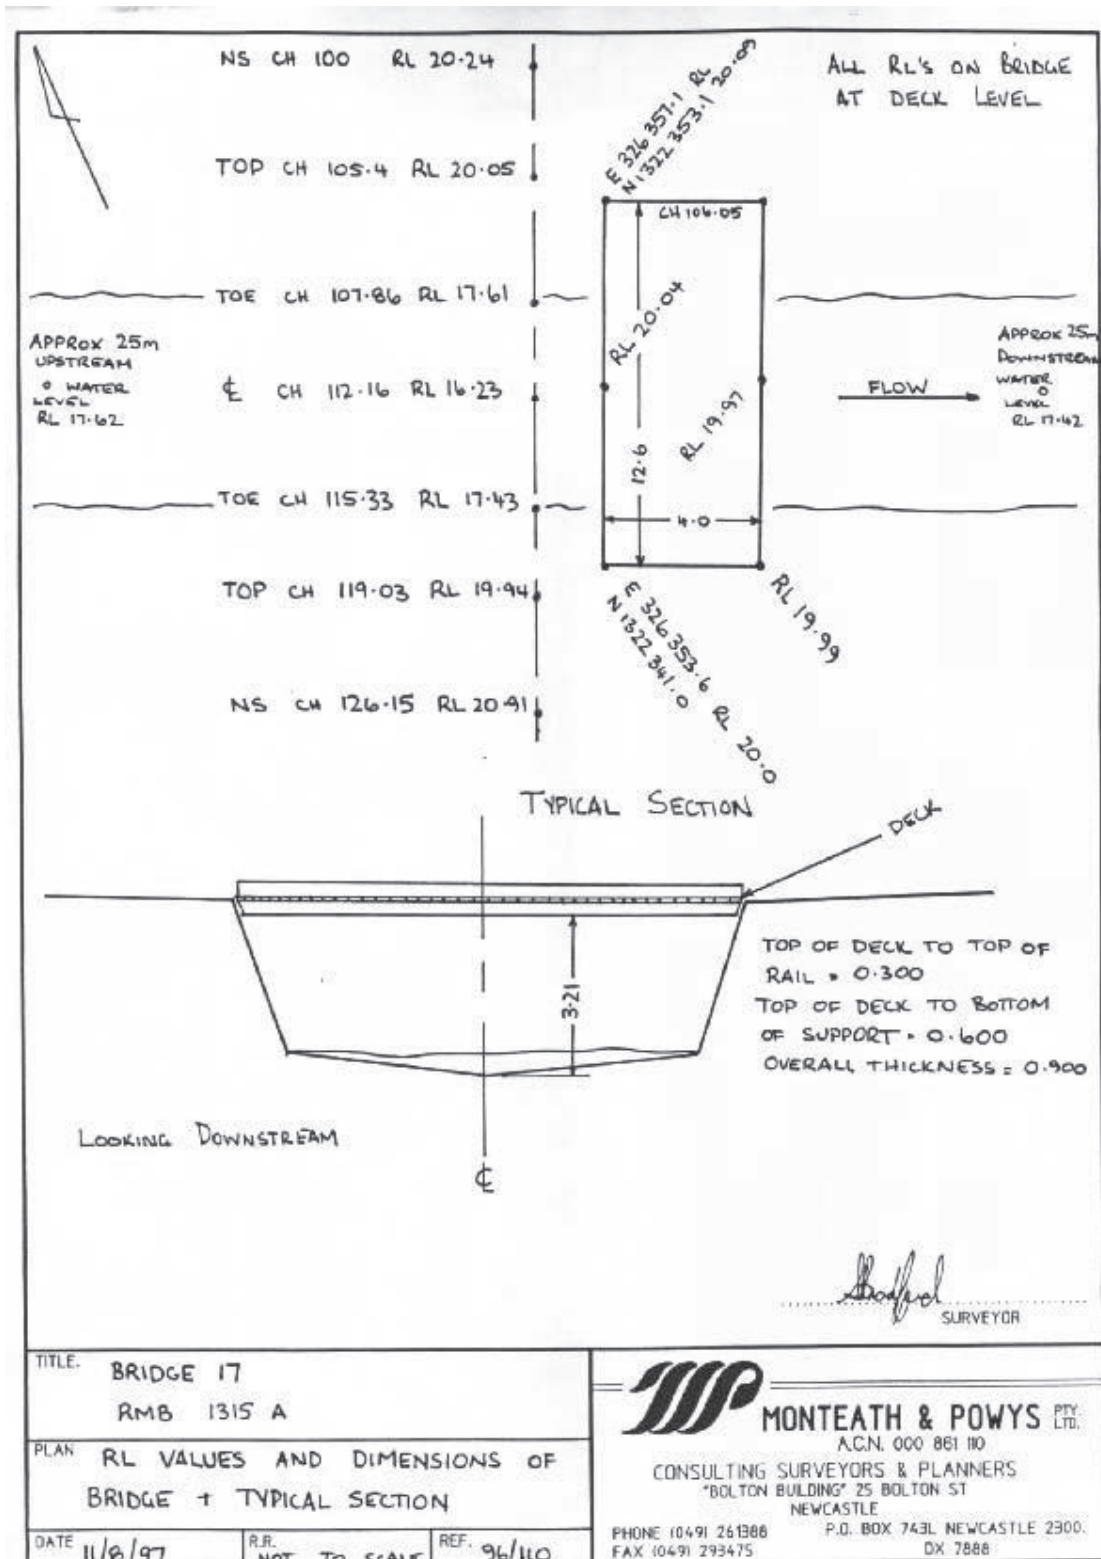 NS CH 100 RL 20.24
ALL RL'S ON BRIDGE
AT DECK LEVEL
E 326 357.1 RL
N 1322 353.1 20.09
TOP CH 105.4 RL 20.05
CH 106.05
TOE CH 107.86 RL 17.61
RL 20.04
APPROX 25m
UPSTREAM
WATER
LEVEL
RL 17.62
APPROX 25m
DOWNSTREAM
WATER
LEVEL
RL 17.42
℄ CH 112.16 RL 16.23
FLOW
RL 19.97
12.6
TOE CH 115.33 RL 17.43
4.0
TOP CH 119.03 RL 19.94
E 326 353.6 RL 20.0
N 1322 341.0
RL 19.99
NS CH 126.15 RL 20.91
TYPICAL SECTION
DECK
3.21
TOP OF DECK TO TOP OF
RAIL = 0.300
TOP OF DECK TO BOTTOM
OF SUPPORT = 0.600
OVERALL THICKNESS = 0.900
LOOKING DOWNSTREAM
℄
SURVEYOR
TITLE.
BRIDGE 17
RMB 1315 A
PLAN
RL VALUES AND DIMENSIONS OF
BRIDGE + TYPICAL SECTION
DATE 11/8/97
R.R. NOT TO SCALE
REF. 96/110
MONTEATH & POWYS PTY. LTD.
A.C.N. 000 861 110
CONSULTING SURVEYORS & PLANNERS
"BOLTON BUILDING" 25 BOLTON ST
NEWCASTLE
PHONE (049) 261388
P.O. BOX 743L NEWCASTLE 2300.
FAX (049) 293475
DX 7888